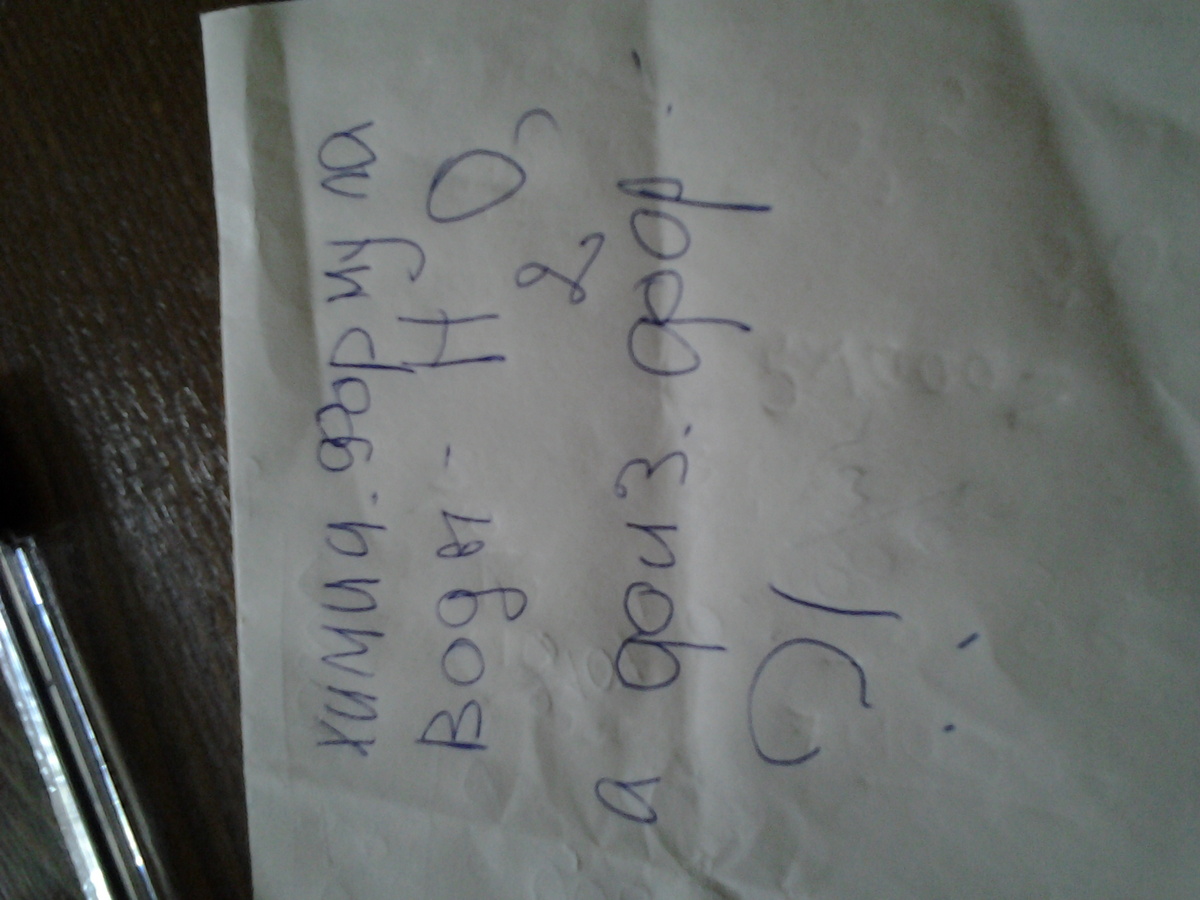 химич. формула
воды - H2O,
а физ. фор.
?!